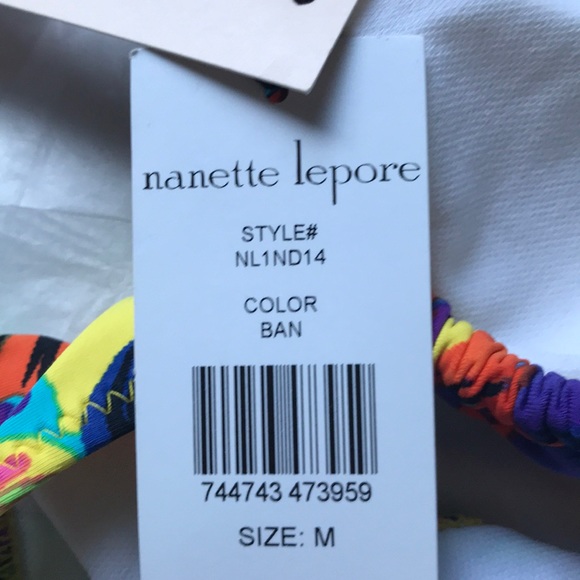 nanette lepore
STYLE#
NL1ND14
COLOR
BAN
744743 473959
SIZE: M